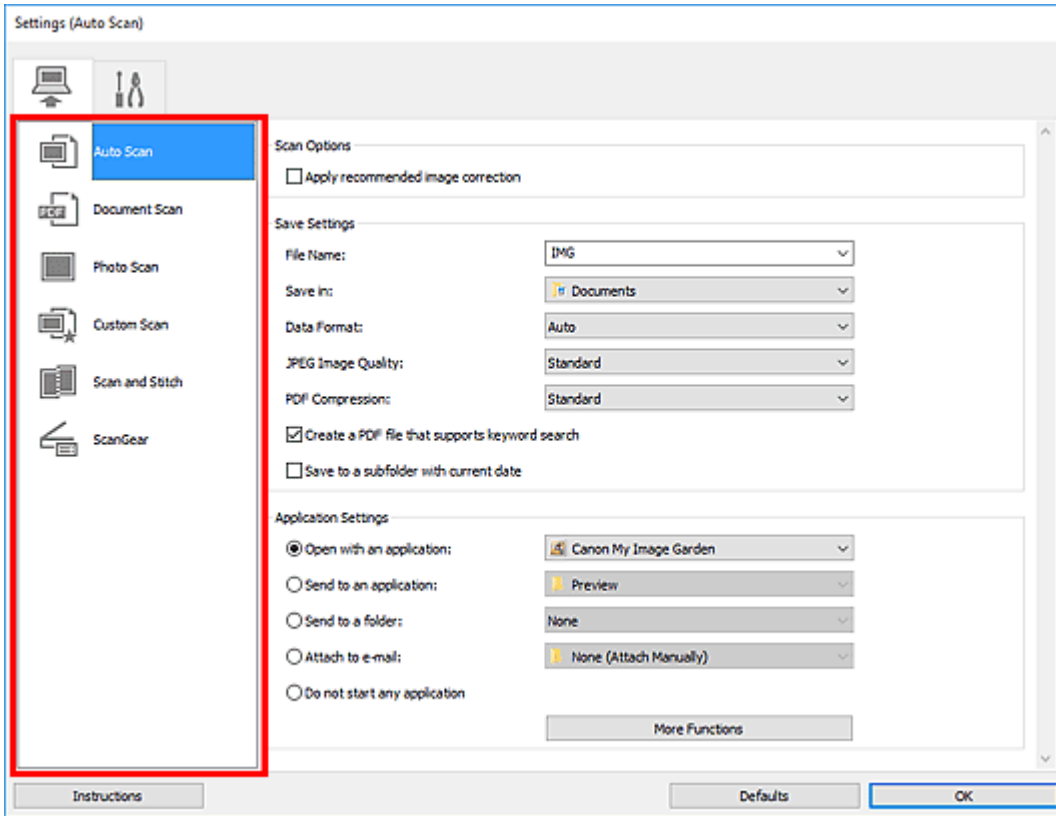 Settings (Auto Scan)
Auto Scan
Document Scan
Photo Scan
Custom Scan
Scan and Stitch
ScanGear
Scan Options
Apply recommended image correction
Save Settings
File Name: IMG
Save in: Documents
Data Format: Auto
JPEG Image Quality: Standard
PDF Compression: Standard
Create a PDF file that supports keyword search
Save to a subfolder with current date
Application Settings
Open with an application: Canon My Image Garden
Send to an application: Preview
Send to a folder: None
Attach to e-mail: None (Attach Manually)
Do not start any application
More Functions
Instructions Defaults OK